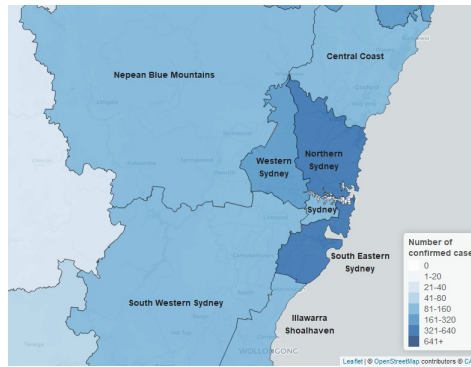 Central Coast
Nepean Blue Mountains
Western
Sydney
Northern
Sydney
Sydney
South Eastern
Sydney
South Western Sydney
Illawarra
Shoalhaven
WOLLONGONG
Number of
confirmed case
0
1-20
21-40
41-80
81-160
161-320
321-640
641+
Leaflet | © OpenStreetMap contributors © CA